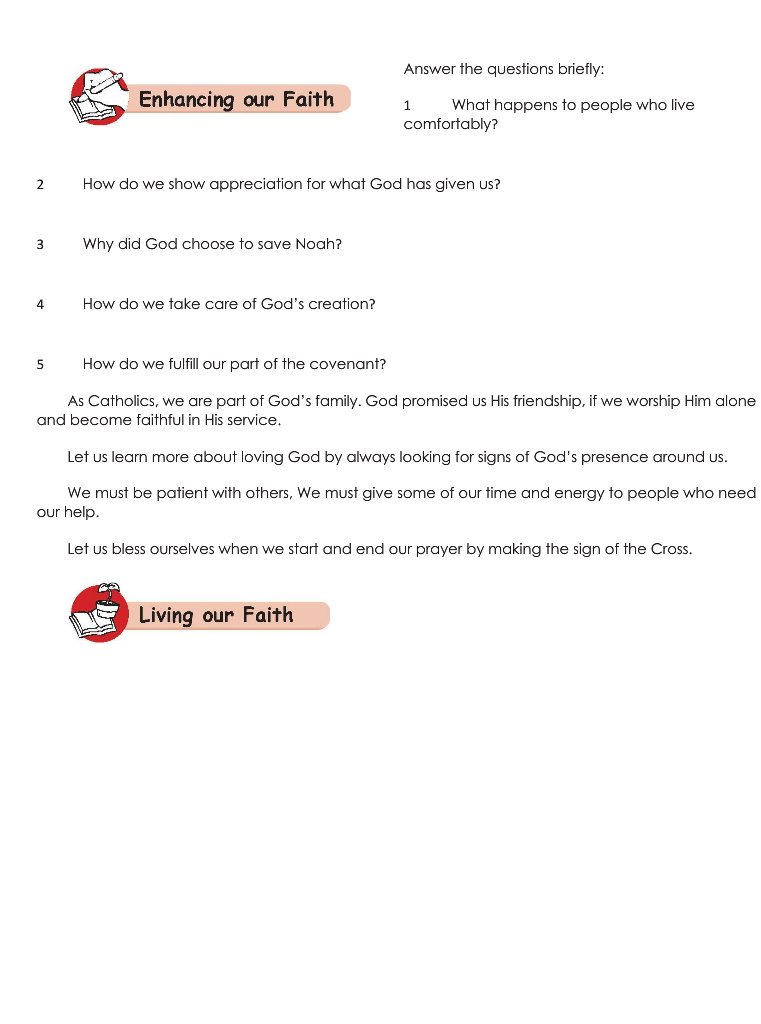 Enhancing our Faith
Answer the questions briefly:
1 What happens to people who live
comfortably?
2 How do we show appreciation for what God has given us?
3 Why did God choose to save Noah?
4 How do we take care of God’s creation?
5 How do we fulfill our part of the covenant?
As Catholics, we are part of God’s family. God promised us His friendship, if we worship Him alone
and become faithful in His service.
Let us learn more about loving God by always looking for signs of God’s presence around us.
We must be patient with others, We must give some of our time and energy to people who need
our help.
Let us bless ourselves when we start and end our prayer by making the sign of the Cross.
Living our Faith